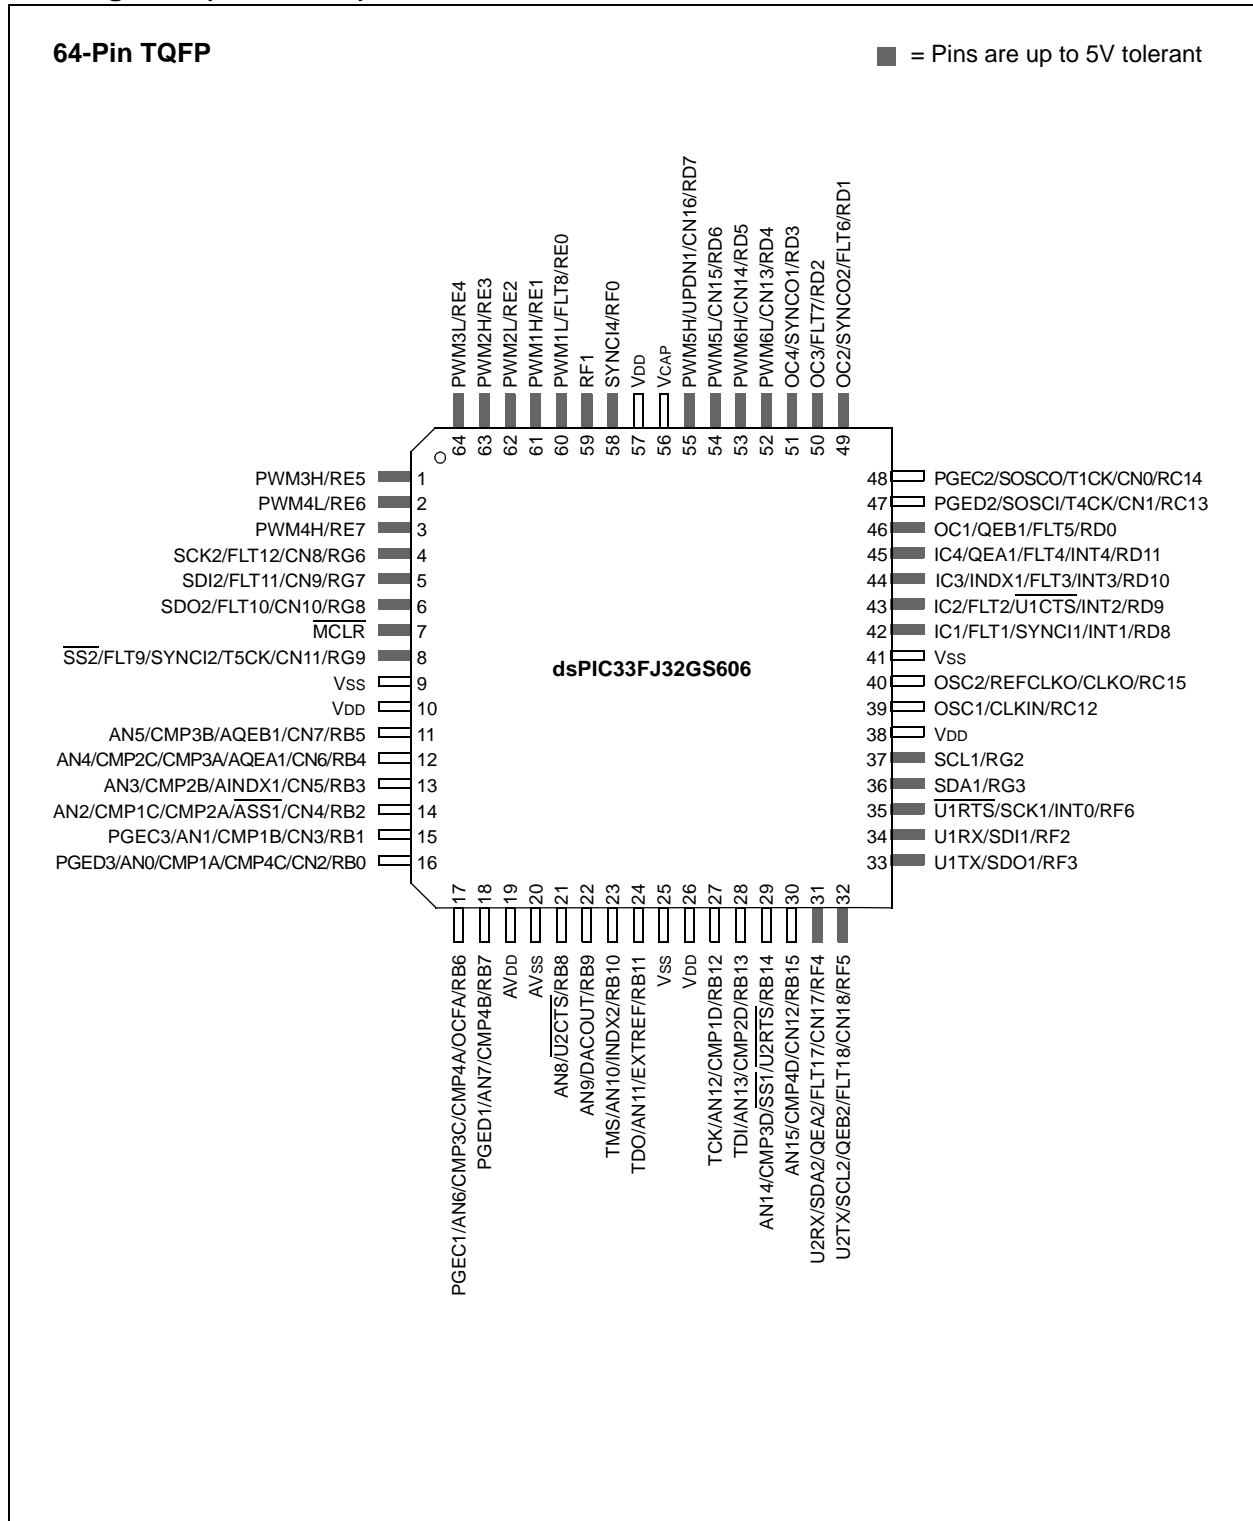 64-Pin TQFP
= Pins are up to 5V tolerant
PWM3L/RE4
PWM2H/RE3
PWM2L/RE2
PWM1H/RE1
PWM1L/FLT8/RE0
RF1
SYNCI4/RF0
VDD
VCAP
PWM5H/UPDN1/CN16/RD7
PWM5L/CN15/RD6
PWM6H/CN14/RD5
PWM6L/CN13/RD4
OC4/SYNCO1/RD3
OC3/FLT7/RD2
OC2/SYNCO2/FLT6/RD1
64
63
62
61
60
59
58
57
56
55
54
53
52
51
50
49
PWM3H/RE5 1
PWM4L/RE6 2
PWM4H/RE7 3
SCK2/FLT12/CN8/RG6 4
SDI2/FLT11/CN9/RG7 5
SDO2/FLT10/CN10/RG8 6
MCLR 7
SS2/FLT9/SYNCI2/T5CK/CN11/RG9 8
VSS 9
VDD 10
AN5/CMP3B/AQEB1/CN7/RB5 11
AN4/CMP2C/CMP3A/AQEA1/CN6/RB4 12
AN3/CMP2B/AINDX1/CN5/RB3 13
AN2/CMP1C/CMP2A/ASS1/CN4/RB2 14
PGEC3/AN1/CMP1B/CN3/RB1 15
PGED3/AN0/CMP1A/CMP4C/CN2/RB0 16
dsPIC33FJ32GS606
48 PGEC2/SOSCO/T1CK/CN0/RC14
47 PGED2/SOSCI/T4CK/CN1/RC13
46 OC1/QEB1/FLT5/RD0
45 IC4/QEA1/FLT4/INT4/RD11
44 IC3/INDX1/FLT3/INT3/RD10
43 IC2/FLT2/U1CTS/INT2/RD9
42 IC1/FLT1/SYNCI1/INT1/RD8
41 VSS
40 OSC2/REFCLKO/CLKO/RC15
39 OSC1/CLKIN/RC12
38 VDD
37 SCL1/RG2
36 SDA1/RG3
35 U1RTS/SCK1/INT0/RF6
34 U1RX/SDI1/RF2
33 U1TX/SDO1/RF3
17
18
19
20
21
22
23
24
25
26
27
28
29
30
31
32
PGEC1/AN6/CMP3C/CMP4A/OCFA/RB6
PGED1/AN7/CMP4B/RB7
AVDD
AVSS
AN8/U2CTS/RB8
AN9/DACOUT/RB9
TMS/AN10/INDX2/RB10
TDO/AN11/EXTREF/RB11
VSS
VDD
TCK/AN12/CMP1D/RB12
TDI/AN13/CMP2D/RB13
AN14/CMP3D/SS1/U2RTS/RB14
AN15/CMP4D/CN12/RB15
U2RX/SDA2/QEA2/FLT17/CN17/RF4
U2TX/SCL2/QEB2/FLT18/CN18/RF5